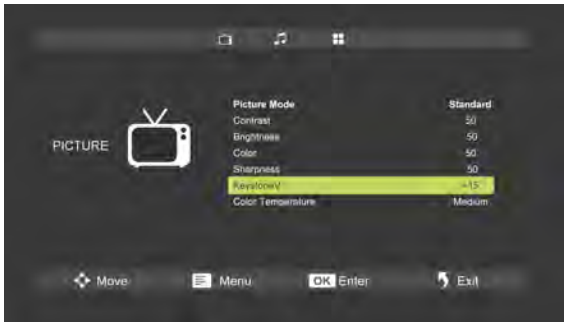 PICTURE
Picture Mode Standard
Contrast 50
Brightness 50
Color 50
Sharpness 50
KeystoneV
Color Temperature Medium
Move Menu OK Enter Exit